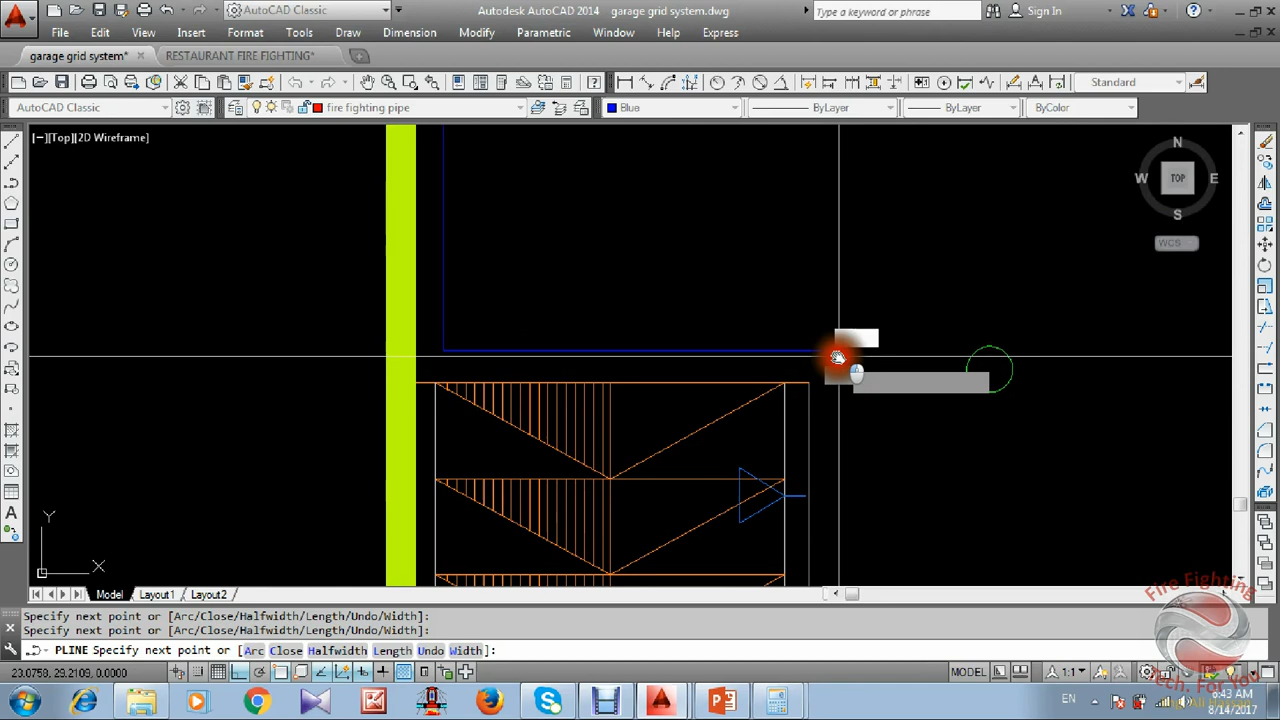 AutoCAD Classic
Autodesk AutoCAD 2014 garage grid system.dwg
Type a keyword or phrase
Sign In
File Edit View Insert Format Tools Draw Dimension Modify Parametric Window Help Express
garage grid system*
RESTAURANT FIRE FIGHTING*
Standard
AutoCAD Classic
fire fighting pipe
Blue
ByLayer
ByLayer
ByColor
[−][Top][2D Wireframe]
N
W TOP E
S
WCS
Y
X
Model Layout1 Layout2
Specify next point or [Arc/Close/Halfwidth/Length/Undo/Width]:
Specify next point or [Arc/Close/Halfwidth/Length/Undo/Width]:
PLINE Specify next point or [Arc Close Halfwidth Length Undo Width]:
23.0758, 29.2109, 0.0000
MODEL
1:1
Fire Fighting
Tech. For You
EN
6:43 AM
8/14/2017